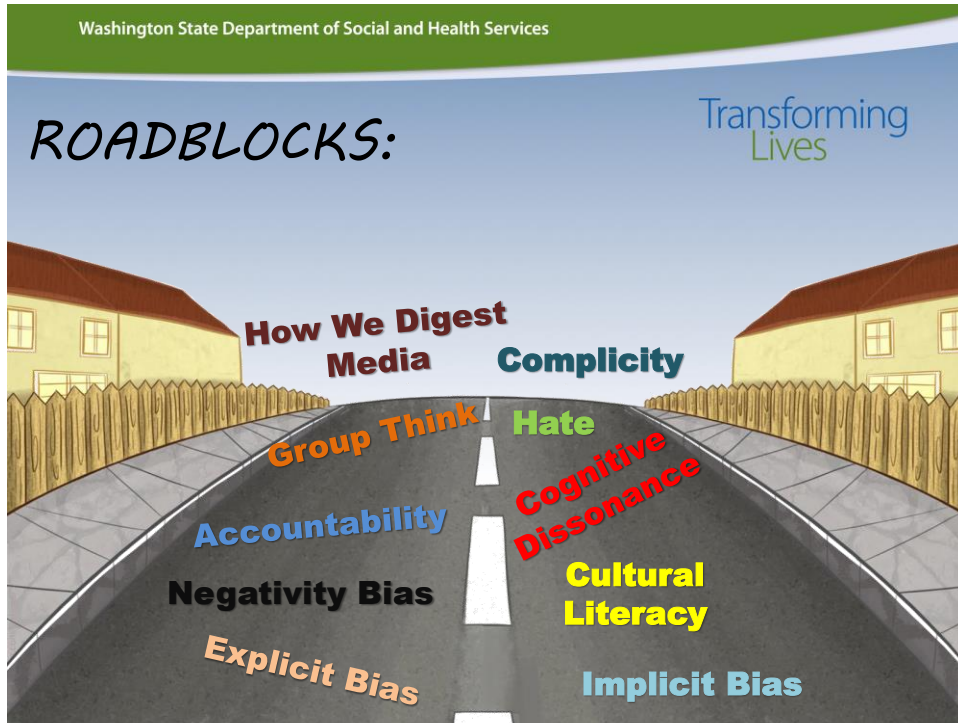 Washington State Department of Social and Health Services
Transforming
Lives
ROADBLOCKS:
How We Digest
Media
Complicity
Group Think
Hate
Cognitive
Dissonance
Accountability
Negativity Bias
Cultural
Literacy
Explicit Bias
Implicit Bias